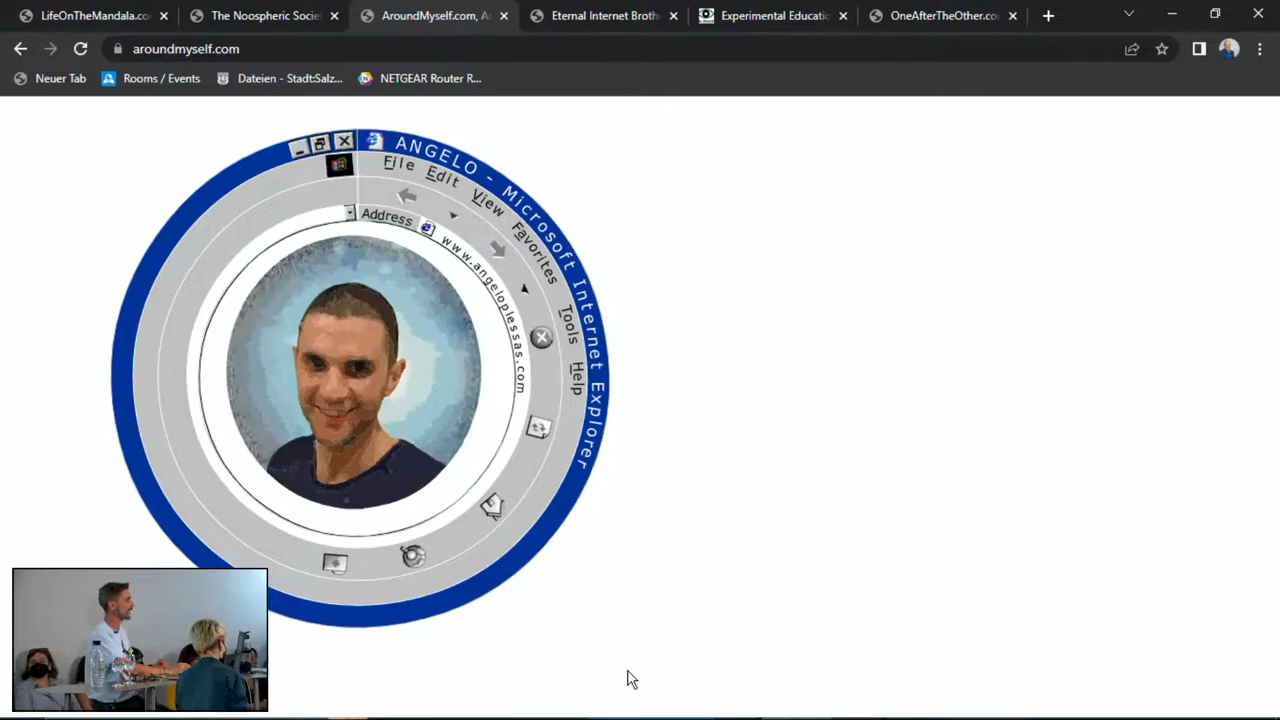 LifeOnTheMandala.co
The Noospheric Socie
AroundMyself.com, A
Eternal Internet Broth
Experimental Educatio
OneAfterTheOther.co
aroundmyself.com
Neuer Tab
Rooms / Events
Dateien - Stadt:Salz...
NETGEAR Router R...
ANGELO - Microsoft Internet Explorer
File Edit View Favorites Tools Help
Address www.angeloplessas.com